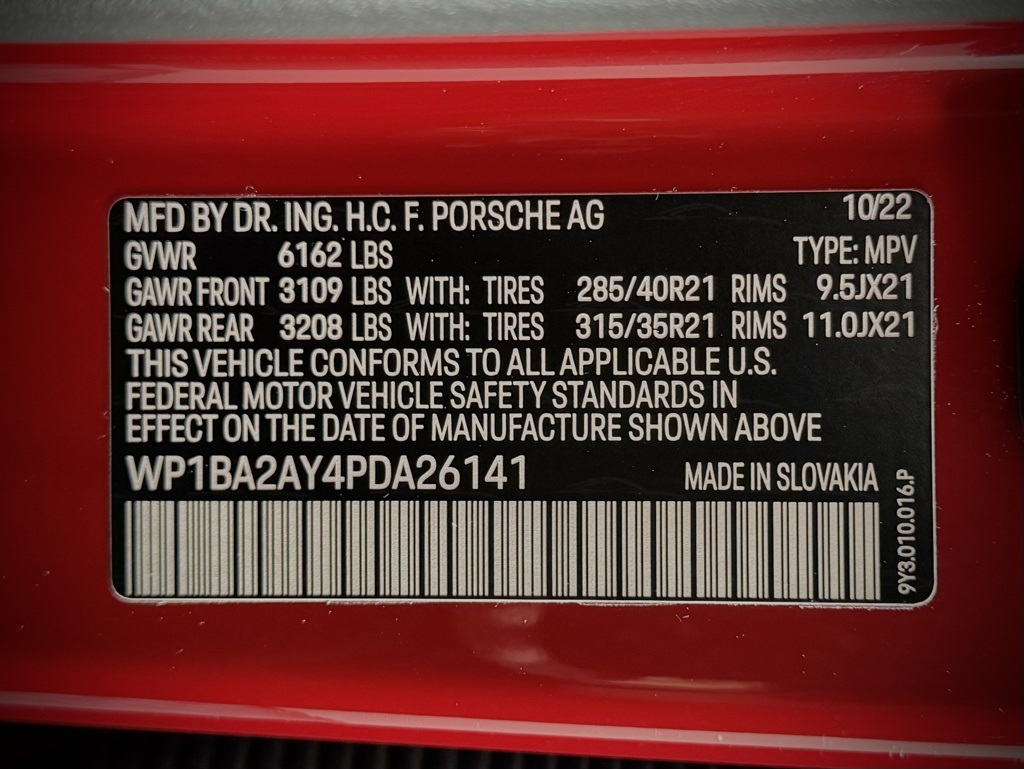 MFD BY DR. ING. H.C. F. PORSCHE AG 10/22
GVWR 6162 LBS TYPE: MPV
GAWR FRONT 3109 LBS WITH: TIRES 285/40R21 RIMS 9.5JX21
GAWR REAR 3208 LBS WITH: TIRES 315/35R21 RIMS 11.0JX21
THIS VEHICLE CONFORMS TO ALL APPLICABLE U.S.
FEDERAL MOTOR VEHICLE SAFETY STANDARDS IN
EFFECT ON THE DATE OF MANUFACTURE SHOWN ABOVE
WP1BA2AY4PDA26141 MADE IN SLOVAKIA
9Y3.010.016.P